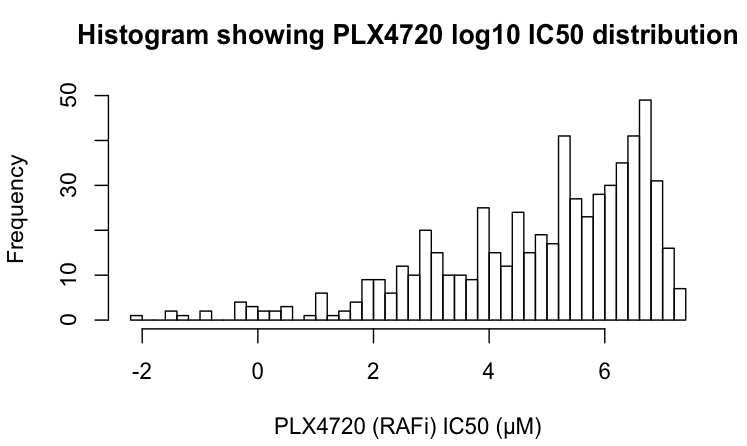 Histogram showing PLX4720 log10 IC50 distribution
Frequency
50
30
10
0
-2 0 2 4 6
PLX4720 (RAFi) IC50 (µM)